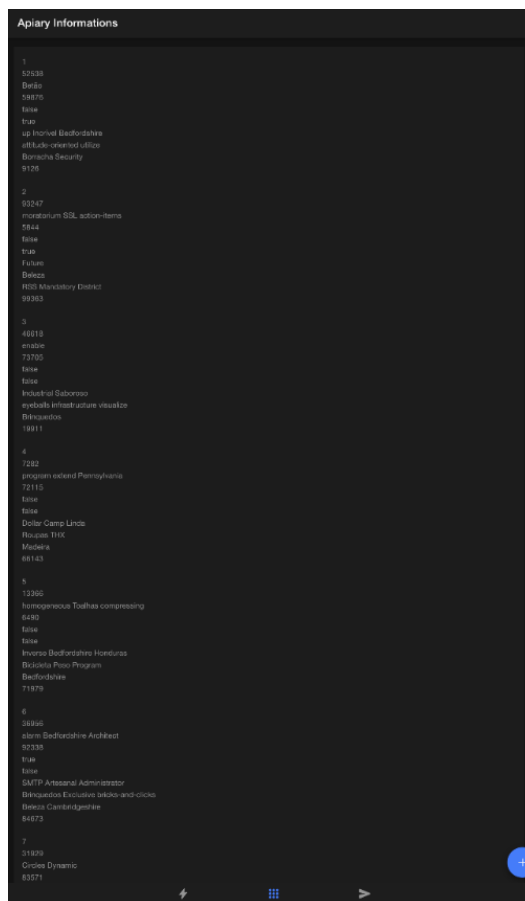 Apiary Informations
1
52538
Betão
59876
false
true
up Incrível Bedfordshire
attitude-oriented utilize
Borracha Security
9126
2
93247
moratorium SSL action-items
5844
false
true
Future
Beleza
RSS Mandatory District
99363
3
46618
enable
73705
false
false
Industrial Saboroso
eyeballs infrastructure visualize
Brinquedos
19911
4
7282
program extend Pennsylvania
72115
false
false
Dollar Camp Linda
Roupas THX
Madeira
66143
5
13366
homogeneous Toalhas compressing
6490
false
false
Inverse Bedfordshire Honduras
Bicicleta Peso Program
Bedfordshire
71979
6
36956
alarm Bedfordshire Architect
92338
true
false
SMTP Artesanal Administrator
Brinquedos Exclusive bricks-and-clicks
Beleza Cambridgeshire
84673
7
31929
Circles Dynamic
83571